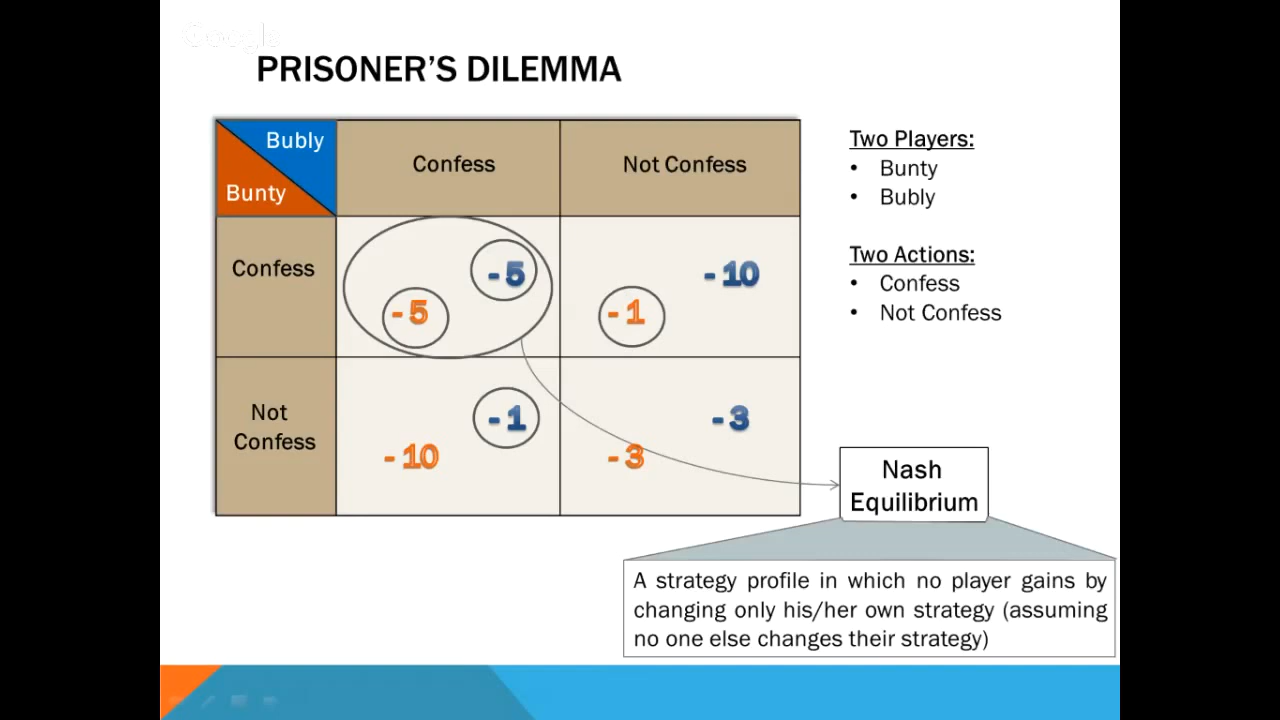 Google
PRISONER'S DILEMMA
Bubly
Bunty
Confess
Not Confess
Confess
- 5
- 5
- 10
- 1
Not
Confess
- 1
- 10
- 3
- 3
Two Players:
• Bunty
• Bubly
Two Actions:
• Confess
• Not Confess
Nash
Equilibrium
A strategy profile in which no player gains by
changing only his/her own strategy (assuming
no one else changes their strategy)